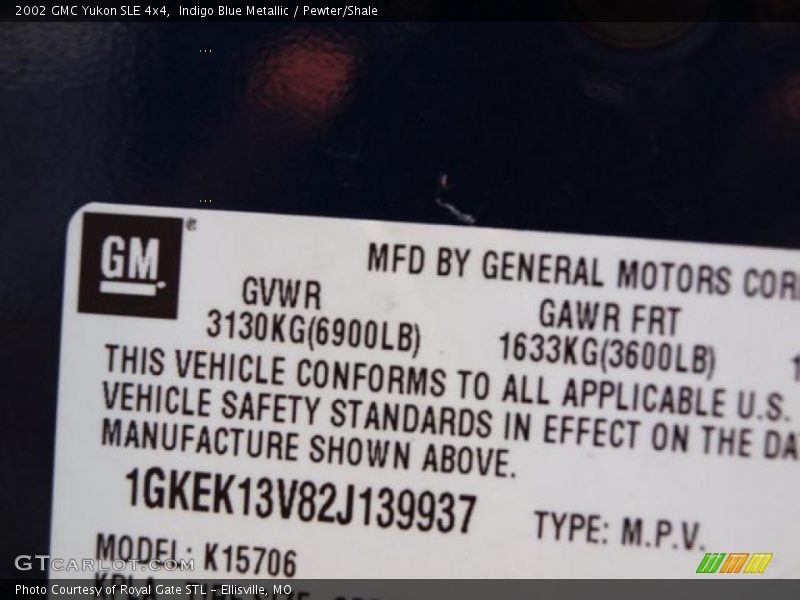 2002 GMC Yukon SLE 4x4,  Indigo Blue Metallic / Pewter/Shale
GM
MFD BY GENERAL MOTORS COR
GVWR
GAWR FRT
3130KG(6900LB)
1633KG(3600LB)
THIS VEHICLE CONFORMS TO ALL APPLICABLE U.S.
VEHICLE SAFETY STANDARDS IN EFFECT ON THE DA
MANUFACTURE SHOWN ABOVE.
1GKEK13V82J139937
TYPE: M.P.V.
MODEL: K15706
GTcarlot.com
Photo Courtesy of Royal Gate STL - Ellisville, MO